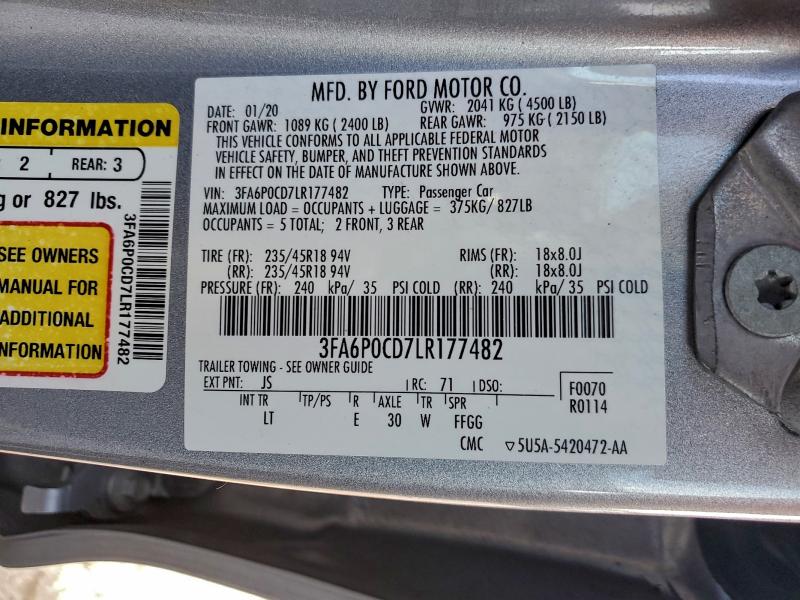 INFORMATION
2 REAR: 3
g or 827 lbs.
SEE OWNERS
MANUAL FOR
ADDITIONAL
INFORMATION
3FA6P0CD7LR177482
MFD. BY FORD MOTOR CO.
DATE: 01/20 GVWR: 2041 KG ( 4500 LB)
FRONT GAWR: 1089 KG ( 2400 LB) REAR GAWR: 975 KG ( 2150 LB)
THIS VEHICLE CONFORMS TO ALL APPLICABLE FEDERAL MOTOR
VEHICLE SAFETY, BUMPER, AND THEFT PREVENTION STANDARDS
IN EFFECT ON THE DATE OF MANUFACTURE SHOWN ABOVE.
VIN: 3FA6P0CD7LR177482 TYPE: Passenger Car
MAXIMUM LOAD = OCCUPANTS + LUGGAGE = 375KG/ 827LB
OCCUPANTS = 5 TOTAL; 2 FRONT, 3 REAR
TIRE (FR): 235/45R18 94V RIMS (FR): 18x8.0J
(RR): 235/45R18 94V (RR): 18x8.0J
PRESSURE (FR): 240 kPa/ 35 PSI COLD (RR): 240 kPa/ 35 PSI COLD
3FA6P0CD7LR177482
TRAILER TOWING - SEE OWNER GUIDE
EXT PNT: JS RC: 71 DSO: F0070
R0114
INT TR TP/PS R AXLE TR SPR
LT E 30 W FFGG
CMC ▽5U5A-5420472-AA